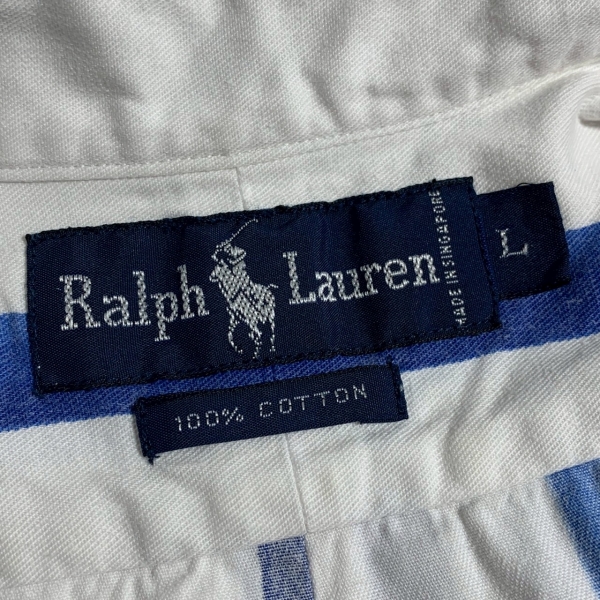 Ralph Lauren
MADE IN SINGAPORE
L
100% COTTON